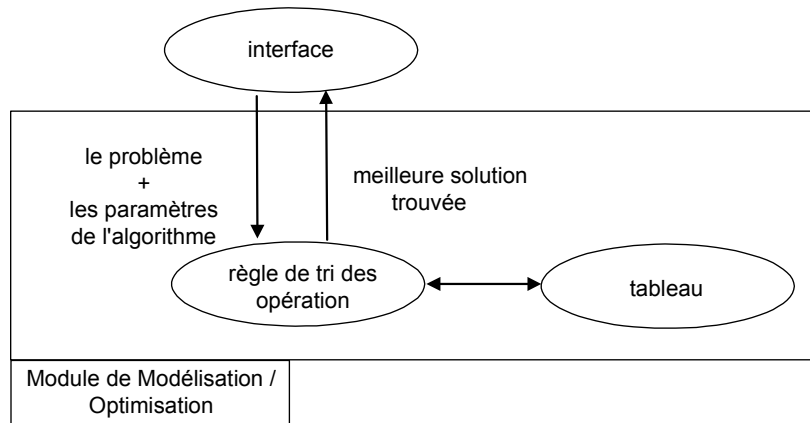 interface
le problème
+
les paramètres
de l'algorithme
meilleure solution
trouvée
règle de tri des
opération
tableau
Module de Modélisation /
Optimisation